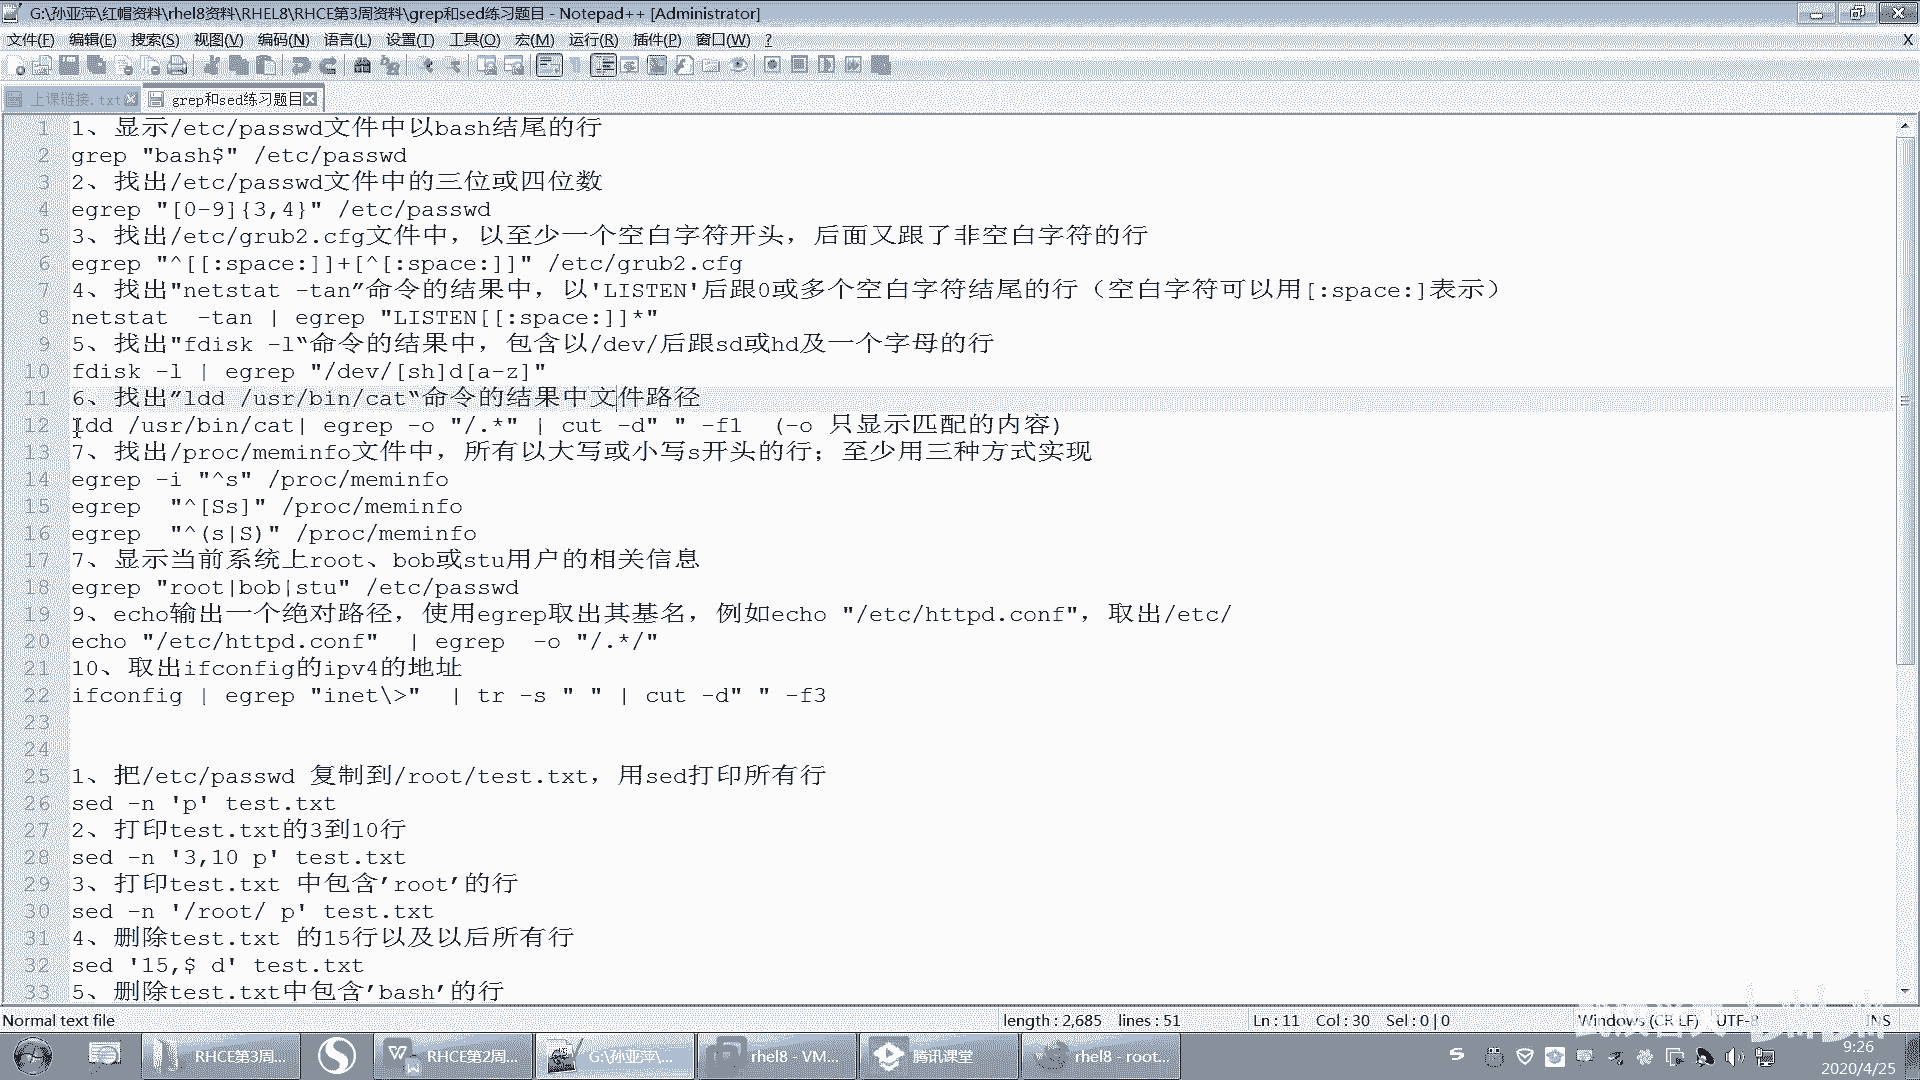 G:\孙亚萍\红帽资料\rhel8资料\RHEL8\RHCE第3周资料\grep和sed练习题目 - Notepad++ [Administrator]
文件(F) 编辑(E) 搜索(S) 视图(V) 编码(N) 语言(L) 设置(T) 工具(O) 宏(M) 运行(R) 插件(P) 窗口(W) ? X
上课链接.txt grep和sed练习题目
1 1、显示/etc/passwd文件中以bash结尾的行
2 grep "bash$" /etc/passwd
3 2、找出/etc/passwd文件中的三位或四位数
4 egrep "[0-9]{3,4}" /etc/passwd
5 3、找出/etc/grub2.cfg文件中，以至少一个空白字符开头，后面又跟了非空白字符的行
6 egrep "^[[:space:]]+[^[:space:]]" /etc/grub2.cfg
7 4、找出"netstat -tan”命令的结果中，以'LISTEN'后跟0或多个空白字符结尾的行（空白字符可以用[:space:]表示）
8 netstat  -tan | egrep "LISTEN[[:space:]]*"
9 5、找出"fdisk -l“命令的结果中，包含以/dev/后跟sd或hd及一个字母的行
10 fdisk -l | egrep "/dev/[sh]d[a-z]"
11 6、找出”ldd /usr/bin/cat“命令的结果中文件路径
12 ldd /usr/bin/cat| egrep -o "/.*" | cut -d" " -f1  (-o 只显示匹配的内容)
13 7、找出/proc/meminfo文件中，所有以大写或小写s开头的行；至少用三种方式实现
14 egrep -i "^s" /proc/meminfo
15 egrep  "^[Ss]" /proc/meminfo
16 egrep  "^(s|S)" /proc/meminfo
17 7、显示当前系统上root、bob或stu用户的相关信息
18 egrep "root|bob|stu" /etc/passwd
19 9、echo输出一个绝对路径，使用egrep取出其基名，例如echo "/etc/httpd.conf"，取出/etc/
20 echo "/etc/httpd.conf"  | egrep  -o "/.*/"
21 10、取出ifconfig的ipv4的地址
22 ifconfig | egrep "inet\>"  | tr -s " " | cut -d" " -f3
23
24
25 1、把/etc/passwd 复制到/root/test.txt，用sed打印所有行
26 sed -n 'p' test.txt
27 2、打印test.txt的3到10行
28 sed -n '3,10 p' test.txt
29 3、打印test.txt 中包含’root’的行
30 sed -n '/root/ p' test.txt
31 4、删除test.txt 的15行以及以后所有行
32 sed '15,$ d' test.txt
33 5、删除test.txt中包含’bash’的行
Normal text file length : 2,685 lines : 51 Ln : 11 Col : 30 Sel : 0 | 0 Windows (CR LF) UTF-8 INS
RHCE第3周... RHCE第2周... G:\孙亚萍\... rhel8 - VM... 腾讯课堂 rhel8 - root... 9:26
2020/4/25